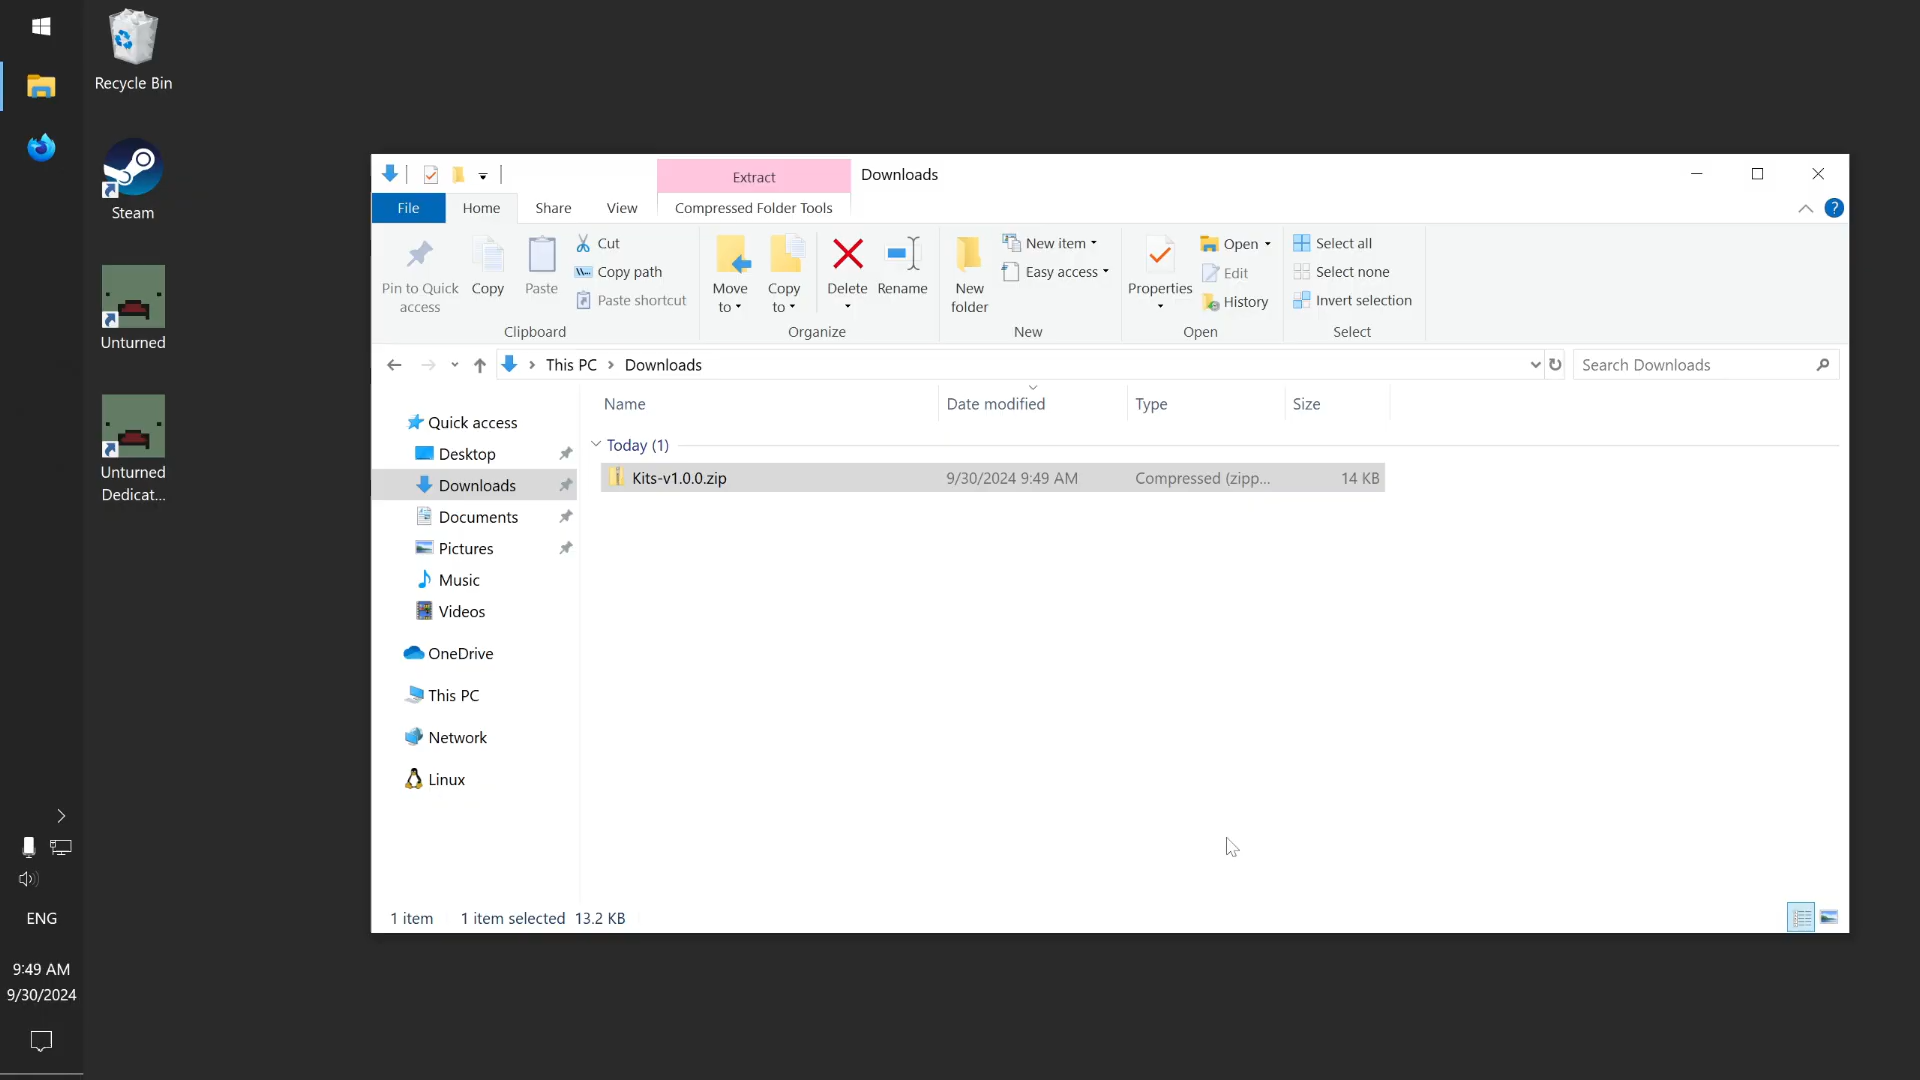 Recycle Bin
Steam
Unturned
Unturned
Dedicat...
ENG
9:49 AM
9/30/2024
Extract
Downloads
File
Home
Share
View
Compressed Folder Tools
?
Pin to Quick
access
Copy
Paste
Cut
Copy path
Paste shortcut
Clipboard
Move
to
Copy
to
Delete
Rename
Organize
New
folder
New item
Easy access
New
Properties
Open
Edit
History
Open
Select all
Select none
Invert selection
Select
This PC
Downloads
Search Downloads
Name
Date modified
Type
Size
Quick access
Desktop
Downloads
Documents
Pictures
Music
Videos
OneDrive
This PC
Network
Linux
Today (1)
Kits-v1.0.0.zip
9/30/2024 9:49 AM
Compressed (zipp...
14 KB
1 item
1 item selected 13.2 KB